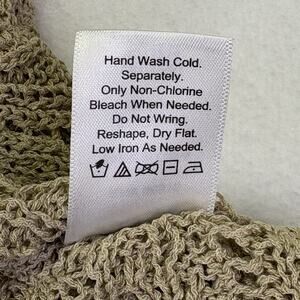 Hand Wash Cold.
Separately.
Only Non-Chlorine
Bleach When Needed.
Do Not Wring.
Reshape, Dry Flat.
Low Iron As Needed.